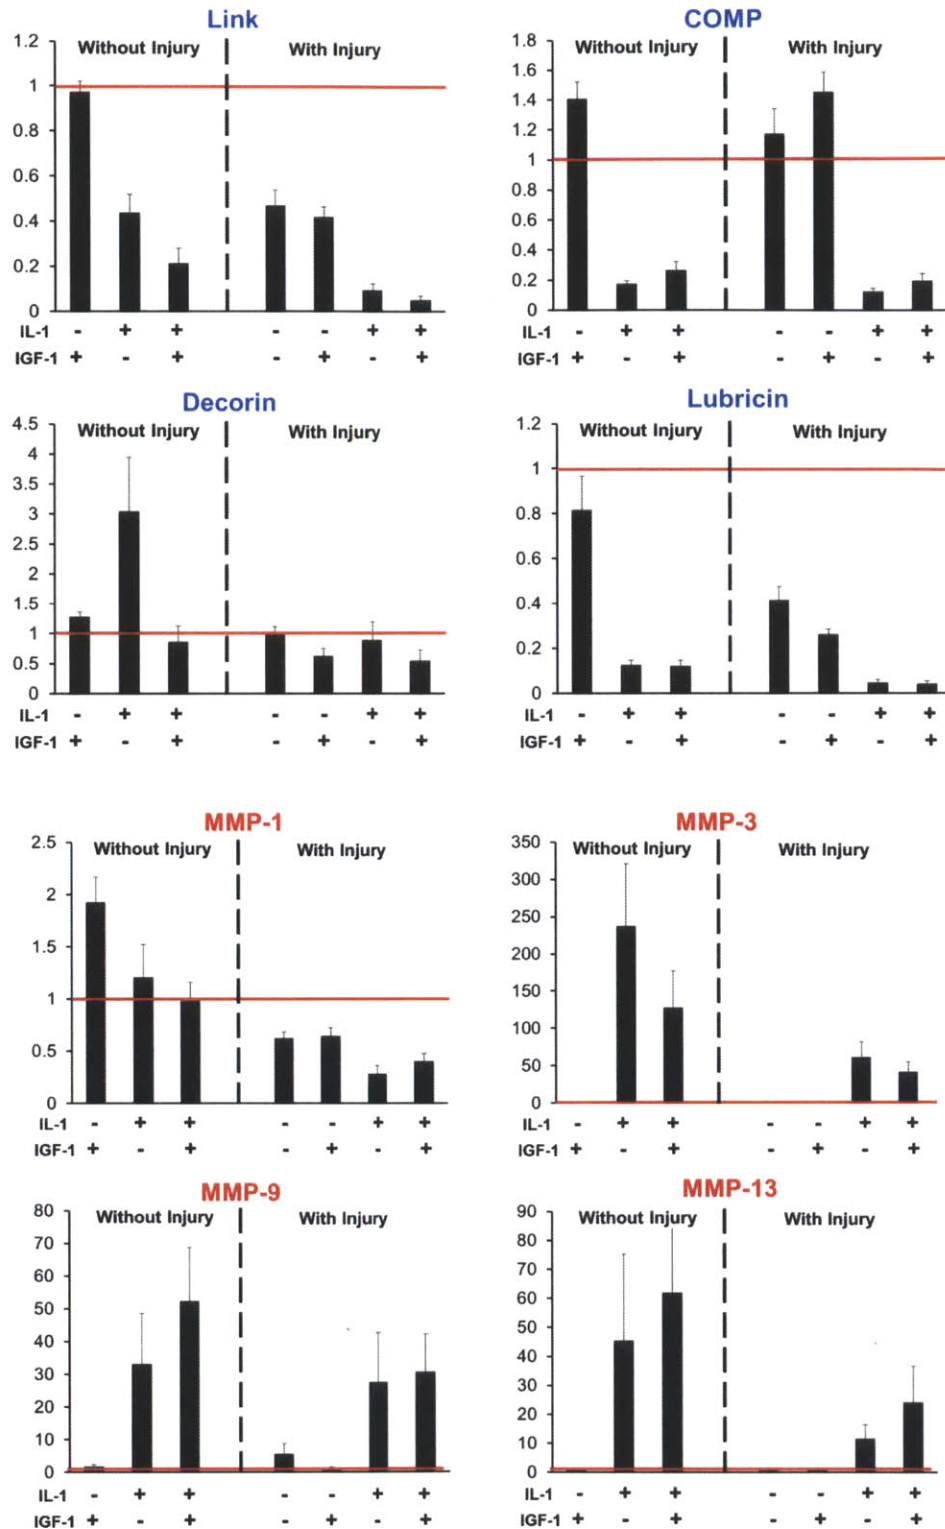 Link
Without Injury With Injury
1.2
1
0.8
0.6
0.4
0.2
0
IL-1 - + + - - + +
IGF-1 + - + - + - +
COMP
Without Injury With Injury
1.8
1.6
1.4
1.2
1
0.8
0.6
0.4
0.2
0
IL-1 - + + - - + +
IGF-1 + - + - + - +
Decorin
Without Injury With Injury
4.5
4
3.5
3
2.5
2
1.5
1
0.5
0
IL-1 - + + - - + +
IGF-1 + - + - + - +
Lubricin
Without Injury With Injury
1.2
1
0.8
0.6
0.4
0.2
0
IL-1 - + + - - + +
IGF-1 + - + - + - +
MMP-1
Without Injury With Injury
2.5
2
1.5
1
0.5
0
IL-1 - + + - - + +
IGF-1 + - + - + - +
MMP-3
Without Injury With Injury
350
300
250
200
150
100
50
0
IL-1 - + + - - + +
IGF-1 + - + - + - +
MMP-9
Without Injury With Injury
80
70
60
50
40
30
20
10
0
IL-1 - + + - - + +
IGF-1 + - + - + - +
MMP-13
Without Injury With Injury
90
80
70
60
50
40
30
20
10
0
IL-1 - + + - - + +
IGF-1 + - + - + - +